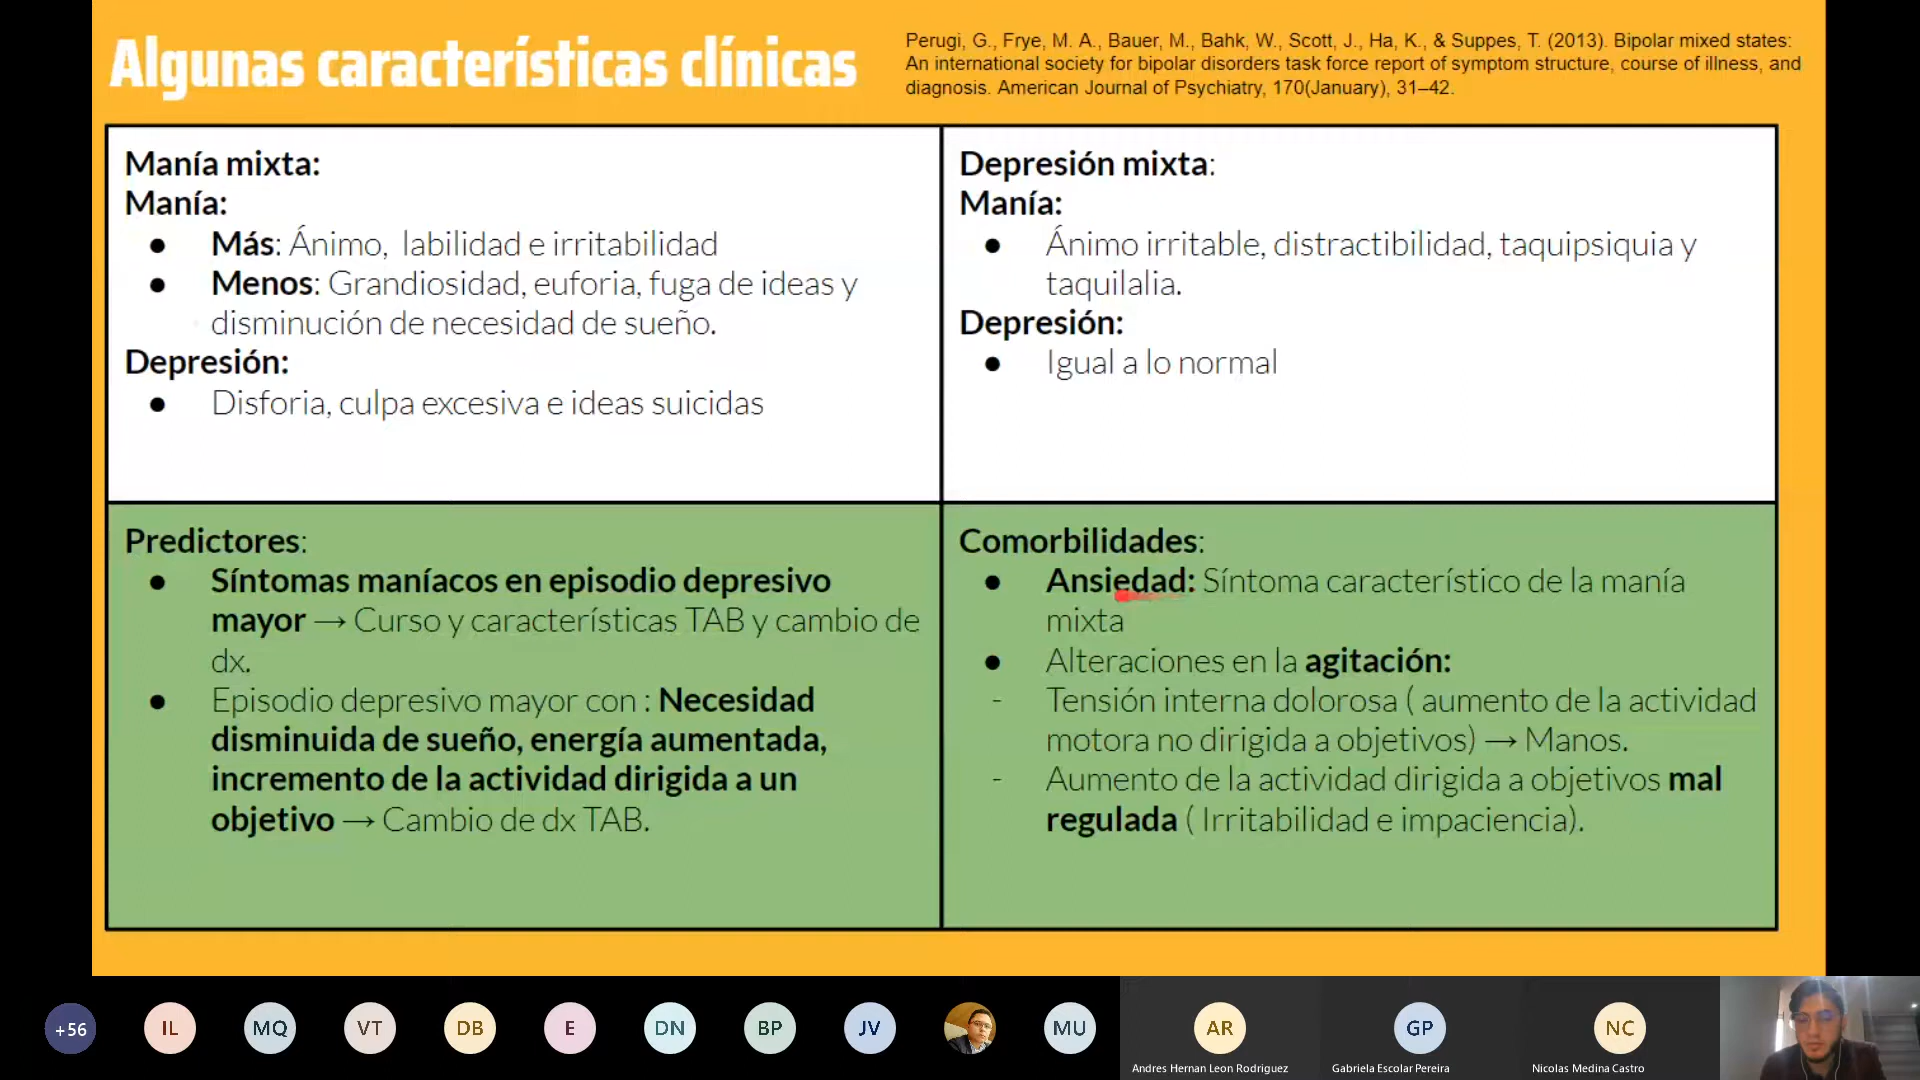 Algunas características clínicas
Perugi, G., Frye, M. A., Bauer, M., Bahk, W., Scott, J., Ha, K., & Suppes, T. (2013). Bipolar mixed states:
An international society for bipolar disorders task force report of symptom structure, course of illness, and
diagnosis. American Journal of Psychiatry, 170(January), 31–42.
Manía mixta:
Manía:
● Más: Ánimo, labilidad e irritabilidad
● Menos: Grandiosidad, euforia, fuga de ideas y
disminución de necesidad de sueño.
Depresión:
● Disforia, culpa excesiva e ideas suicidas
Depresión mixta:
Manía:
● Ánimo irritable, distractibilidad, taquipsiquia y
taquilalia.
Depresión:
● Igual a lo normal
Predictores:
● Síntomas maníacos en episodio depresivo
mayor → Curso y características TAB y cambio de
dx.
● Episodio depresivo mayor con : Necesidad
disminuida de sueño, energía aumentada,
incremento de la actividad dirigida a un
objetivo → Cambio de dx TAB.
Comorbilidades:
● Ansiedad: Síntoma característico de la manía
mixta
● Alteraciones en la agitación:
- Tensión interna dolorosa ( aumento de la actividad
motora no dirigida a objetivos) → Manos.
- Aumento de la actividad dirigida a objetivos mal
regulada ( Irritabilidad e impaciencia).
+56
IL
MQ
VT
DB
E
DN
BP
JV
MU
AR
GP
NC
Andres Hernan Leon Rodriguez
Gabriela Escolar Pereira
Nicolas Medina Castro